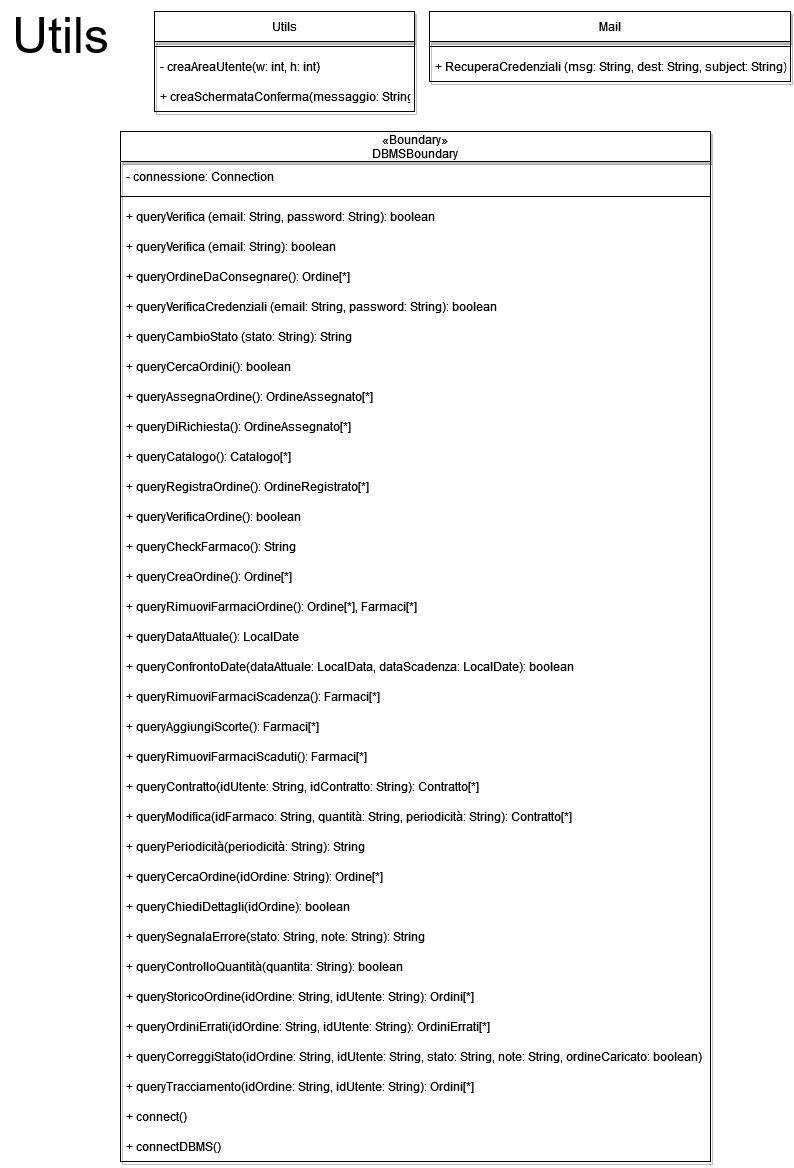 Utils
Utils
- creaAreaUtente(w: int, h: int)
+ creaSchermataConferma(messaggio: String
Mail
+ RecuperaCredenziali (msg: String, dest: String, subject: String)
«Boundary»
DBMSBoundary
- connessione: Connection
+ queryVerifica (email: String, password: String): boolean
+ queryVerifica (email: String): boolean
+ queryOrdineDaConsegnare(): Ordine[*]
+ queryVerificaCredenziali (email: String, password: String): boolean
+ queryCambioStato (stato: String): String
+ queryCercaOrdini(): boolean
+ queryAssegnaOrdine(): OrdineAssegnato[*]
+ queryDiRichiesta(): OrdineAssegnato[*]
+ queryCatalogo(): Catalogo[*]
+ queryRegistraOrdine(): OrdineRegistrato[*]
+ queryVerificaOrdine(): boolean
+ queryCheckFarmaco(): String
+ queryCreaOrdine(): Ordine[*]
+ queryRimuoviFarmaciOrdine(): Ordine[*], Farmaci[*]
+ queryDataAttuale(): LocalDate
+ queryConfrontoDate(dataAttuale: LocalData, dataScadenza: LocalDate): boolean
+ queryRimuoviFarmaciScadenza(): Farmaci[*]
+ queryAggiungiScorte(): Farmaci[*]
+ queryRimuoviFarmaciScaduti(): Farmaci[*]
+ queryContratto(idUtente: String, idContratto: String): Contratto[*]
+ queryModifica(idFarmaco: String, quantità: String, periodicità: String): Contratto[*]
+ queryPeriodicità(periodicità: String): String
+ queryCercaOrdine(idOrdine: String): Ordine[*]
+ queryChiediDettagli(idOrdine): boolean
+ querySegnalaErrore(stato: String, note: String): String
+ queryControlloQuantità(quantita: String): boolean
+ queryStoricoOrdine(idOrdine: String, idUtente: String): Ordini[*]
+ queryOrdiniErrati(idOrdine: String, idUtente: String): OrdiniErrati[*]
+ queryCorreggiStato(idOrdine: String, idUtente: String, stato: String, note: String, ordineCaricato: boolean)
+ queryTracciamento(idOrdine: String, idUtente: String): Ordini[*]
+ connect()
+ connectDBMS()